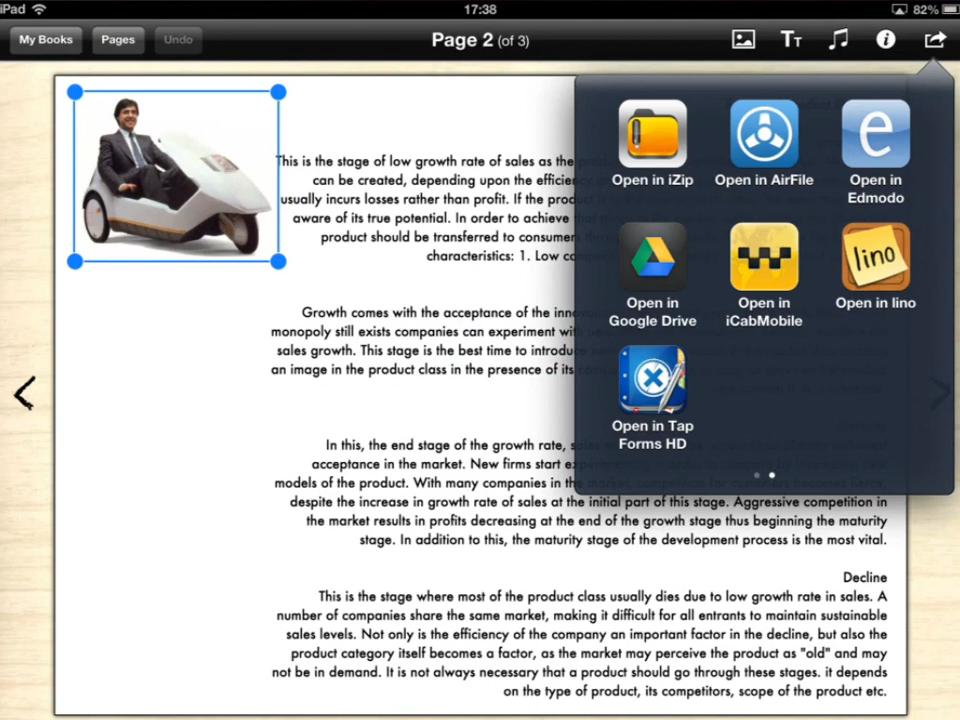 iPad 17:38 82%
My Books Pages Undo Page 2 (of 3) TT i
Open in iZip Open in AirFile Open in Edmodo
e
Open in Google Drive Open in iCabMobile Open in lino
lino
Open in Tap Forms HD
This is the stage of low growth rate of sales as the
can be created, depending upon the
usually incurs losses rather than profit. If the
aware of its true potential. In order to achieve
product should be transferred to consumers
characteristics: 1. Low
Growth comes with the acceptance of the
monopoly still exists companies can experiment with
sales growth. This stage is the best time to introduce
an image in the product class in the presence of its
In this, the end stage of the growth rate,
acceptance in the market. New firms start
models of the product. With many companies in the
despite the increase in growth rate of sales at the initial part of this stage. Aggressive competition in
the market results in profits decreasing at the end of the growth stage thus beginning the maturity
stage. In addition to this, the maturity stage of the development process is the most vital.
Decline
This is the stage where most of the product class usually dies due to low growth rate in sales. A
number of companies share the same market, making it difficult for all entrants to maintain sustainable
sales levels. Not only is the efficiency of the company an important factor in the decline, but also the
product category itself becomes a factor, as the market may perceive the product as "old" and may
not be in demand. It is not always necessary that a product should go through these stages. it depends
on the type of product, its competitors, scope of the product etc.